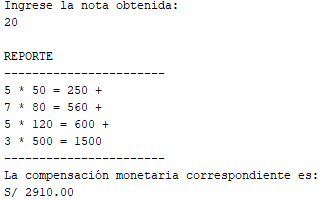 Ingrese la nota obtenida:
20
REPORTE
-----------------------
5 * 50 = 250 +
7 * 80 = 560 +
5 * 120 = 600 +
3 * 500 = 1500
-----------------------
La compensación monetaria correspondiente es:
S/ 2910.00